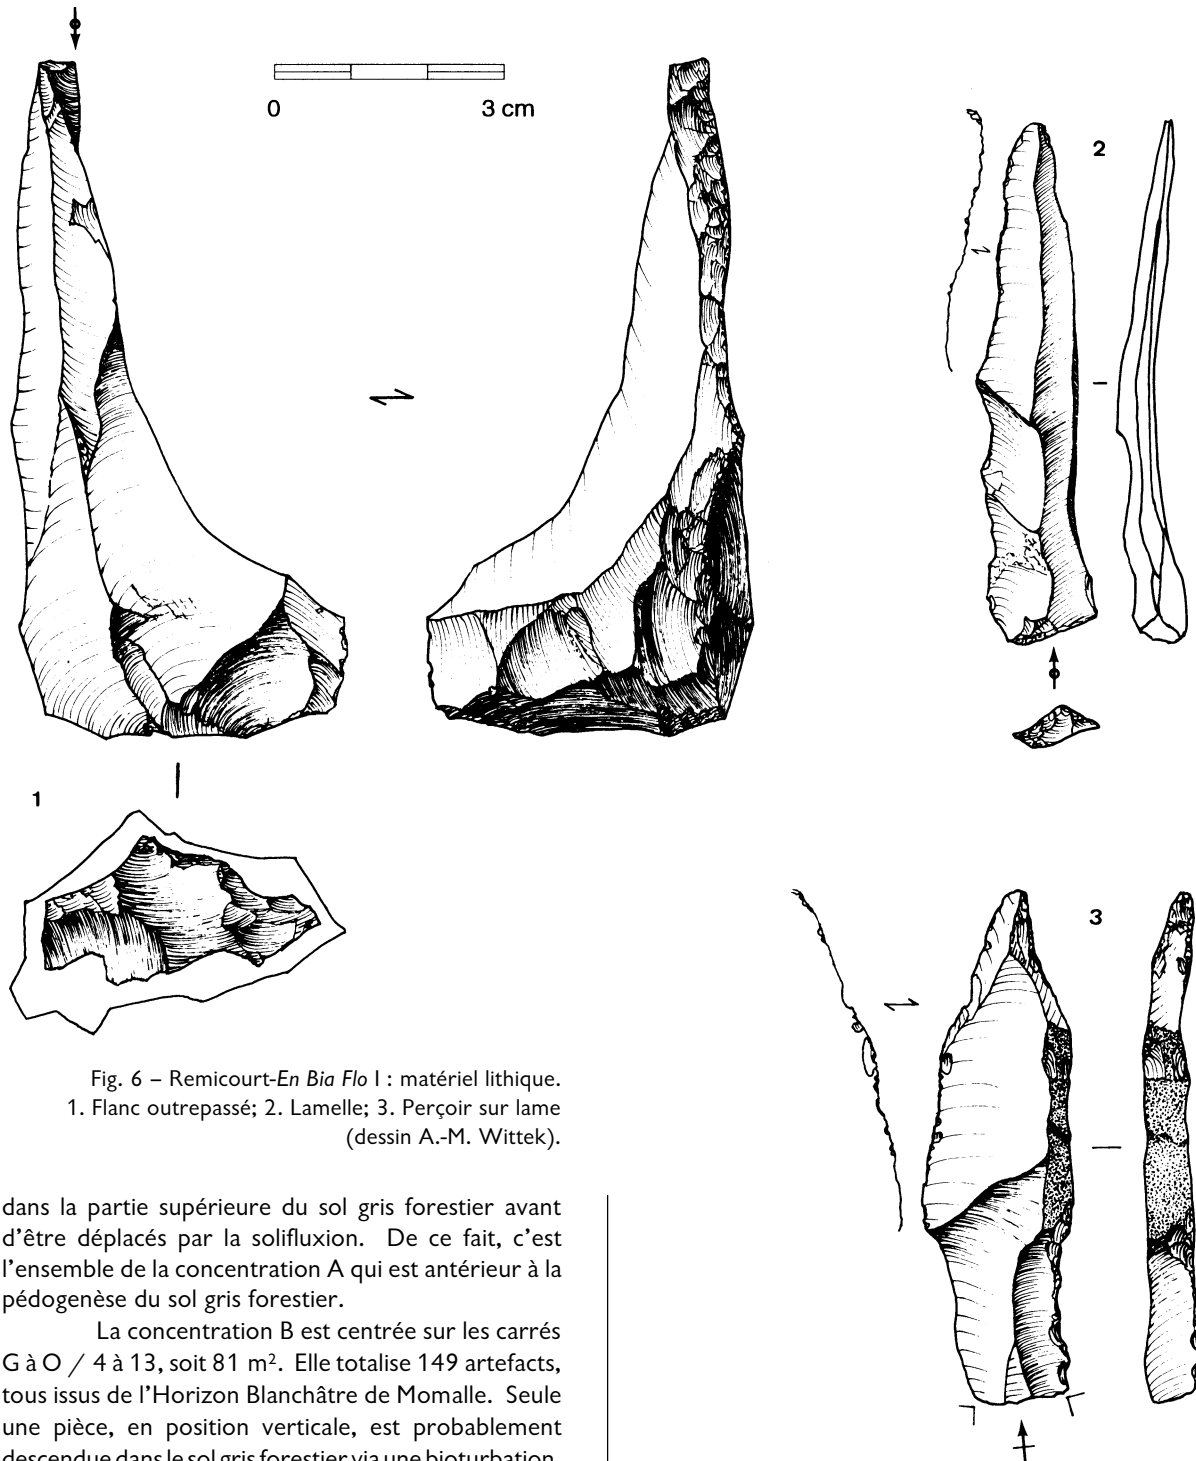 0 3 cm
2
1
3
Fig. 6 – Remicourt-En Bia Flo I : matériel lithique.
1. Flanc outrepassé; 2. Lamelle; 3. Perçoir sur lame
(dessin A.-M. Wittek).
dans la partie supérieure du sol gris forestier avant
d’être déplacés par la solifluxion. De ce fait, c’est
l’ensemble de la concentration A qui est antérieur à la
pédogenèse du sol gris forestier.
La concentration B est centrée sur les carrés
G à O / 4 à 13, soit 81 m². Elle totalise 149 artefacts,
tous issus de l’Horizon Blanchâtre de Momalle. Seule
une pièce, en position verticale, est probablement
descendue dans le sol gris forestier via une bioturbation.